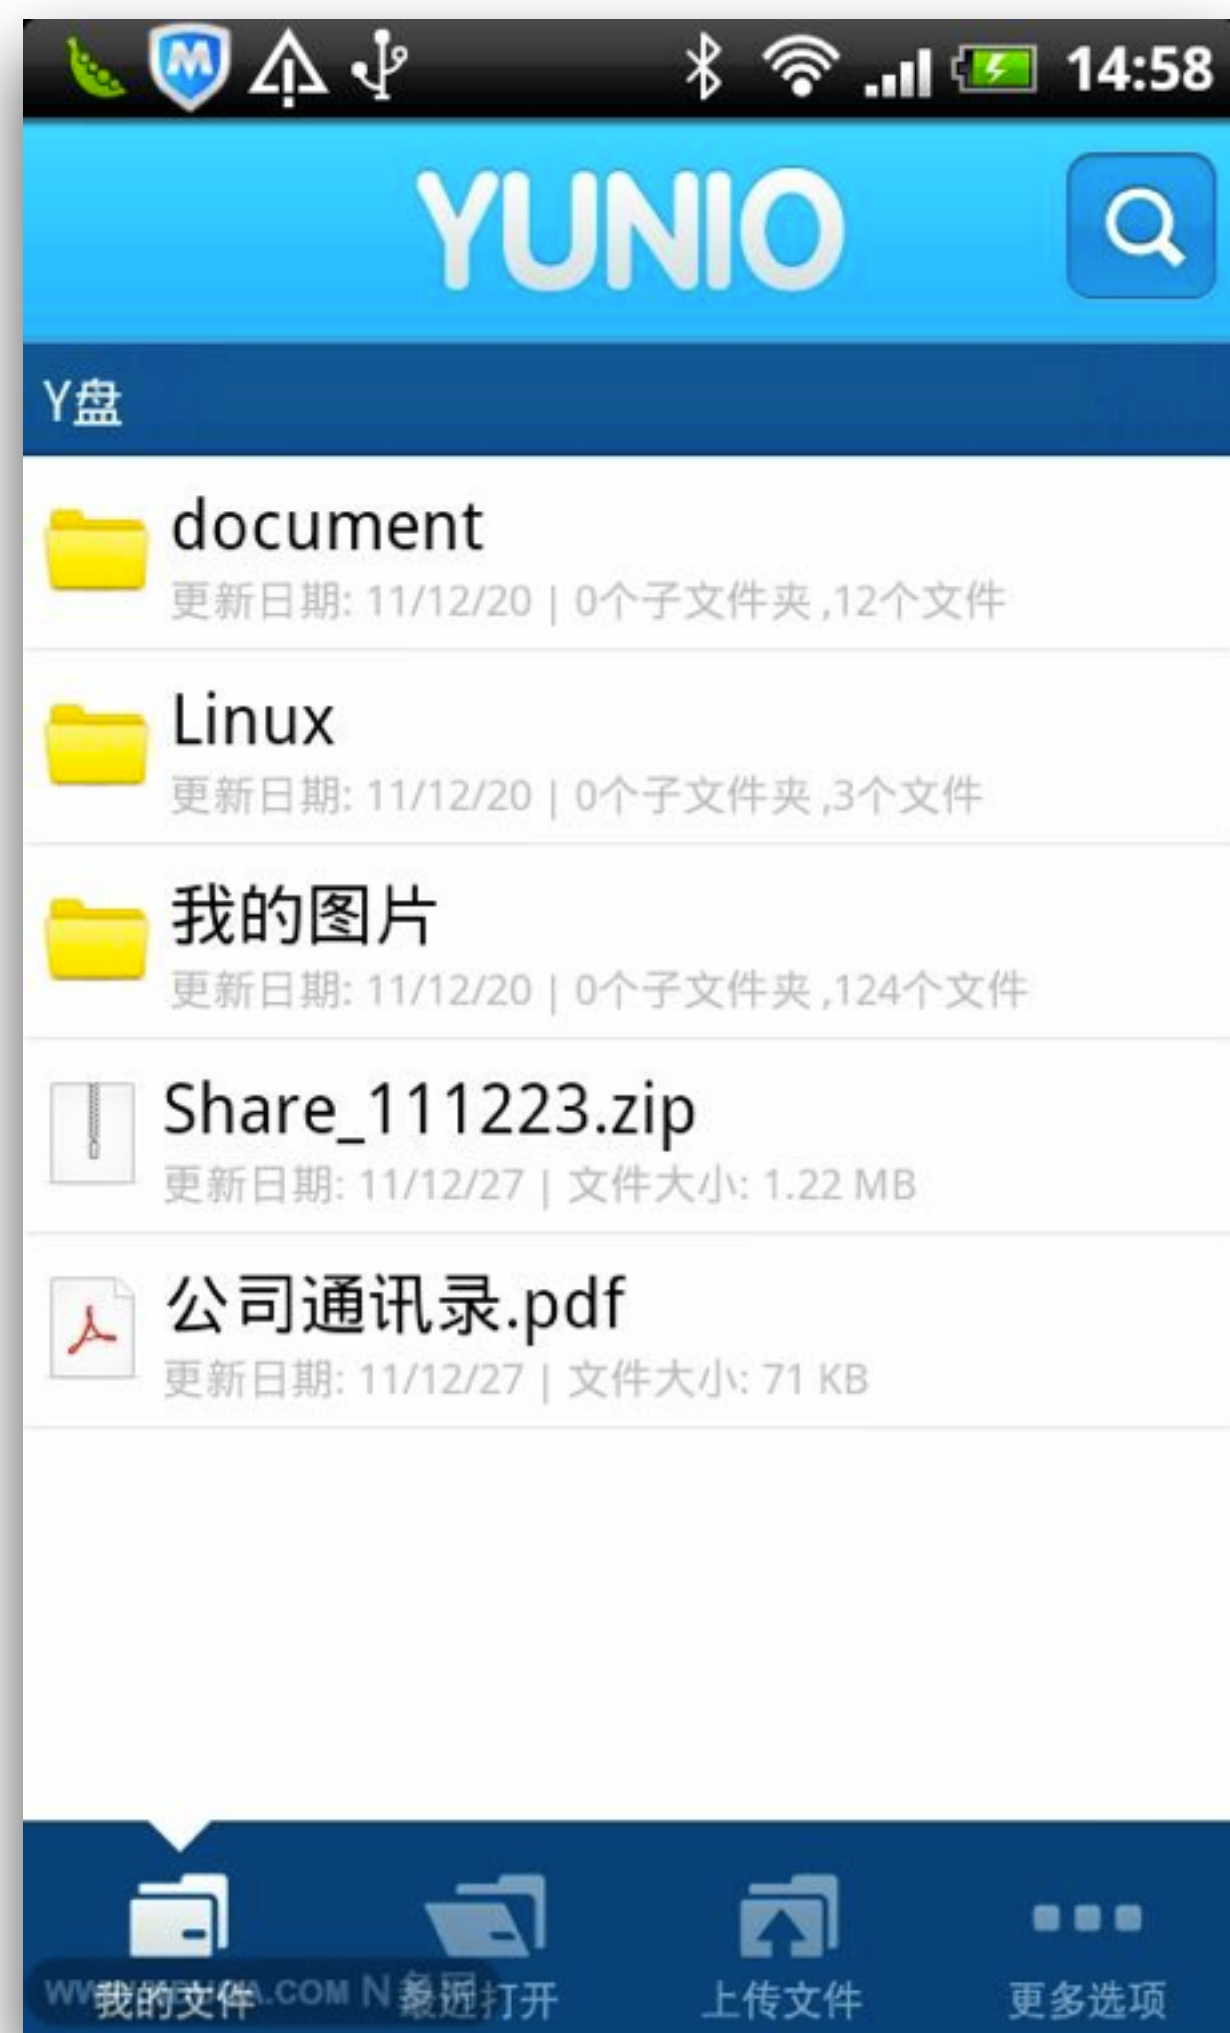 14:58
YUNIO
Y盘
document
更新日期: 11/12/20 | 0个子文件夹 ,12个文件
Linux
更新日期: 11/12/20 | 0个子文件夹 ,3个文件
我的图片
更新日期: 11/12/20 | 0个子文件夹 ,124个文件
Share_111223.zip
更新日期: 11/12/27 | 文件大小: 1.22 MB
公司通讯录.pdf
更新日期: 11/12/27 | 文件大小: 71 KB
我的文件 最近打开 上传文件 更多选项